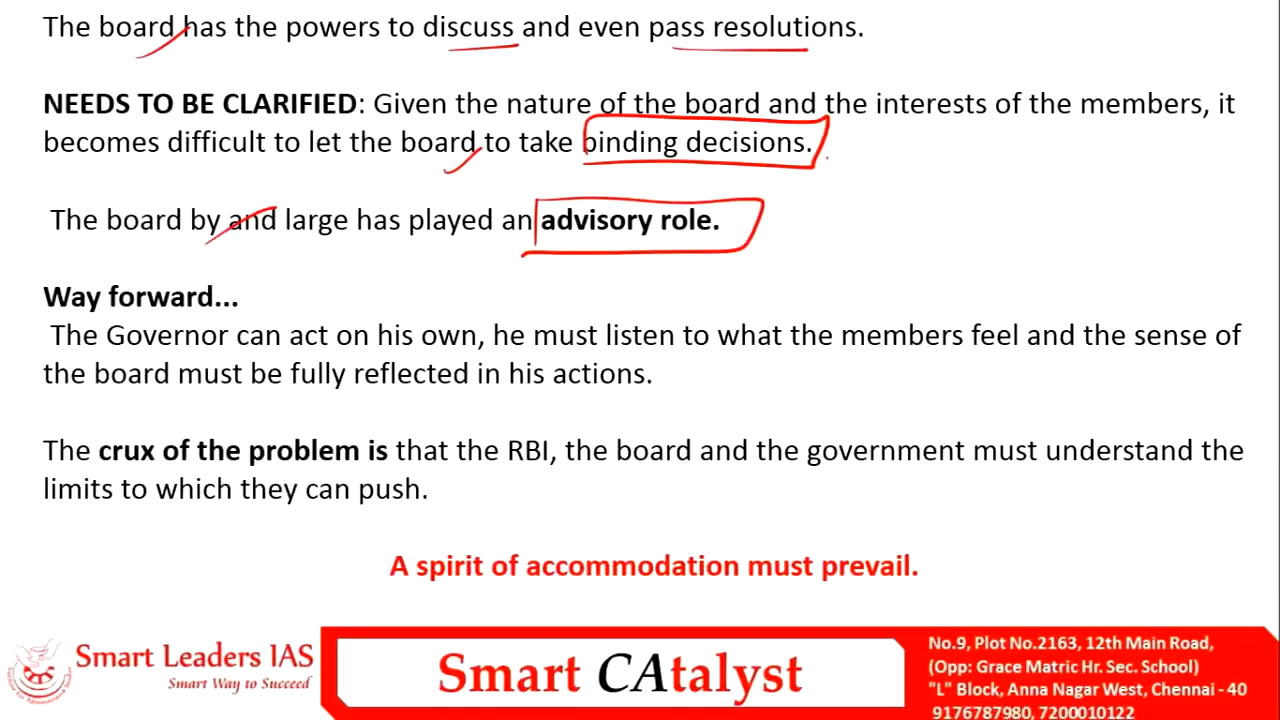 The board has the powers to discuss and even pass resolutions.
NEEDS TO BE CLARIFIED: Given the nature of the board and the interests of the members, it
becomes difficult to let the board to take binding decisions.
The board by and large has played an advisory role.
Way forward...
The Governor can act on his own, he must listen to what the members feel and the sense of
the board must be fully reflected in his actions.
The crux of the problem is that the RBI, the board and the government must understand the
limits to which they can push.
A spirit of accommodation must prevail.
Smart Leaders IAS
Smart Way to Succeed
Smart CAtalyst
No.9, Plot No.2163, 12th Main Road,
(Opp: Grace Matric Hr. Sec. School)
"L" Block, Anna Nagar West, Chennai - 40
9176787980, 7200010122